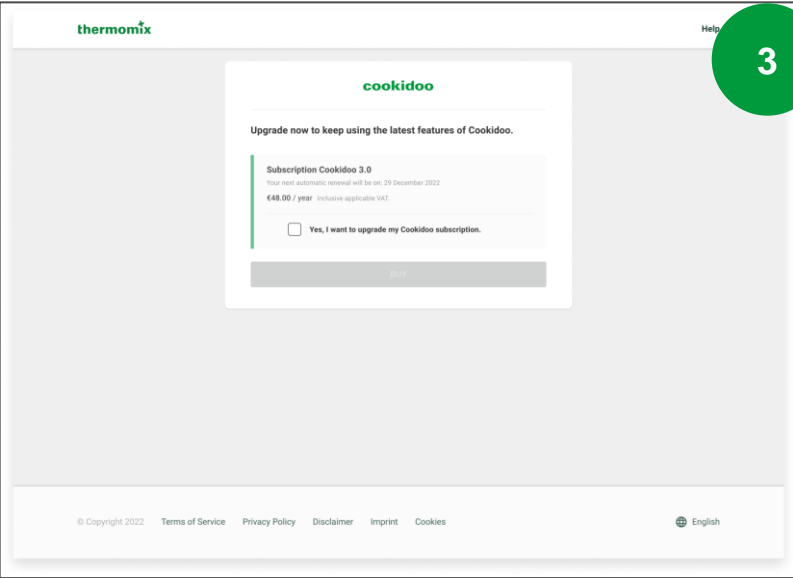 thermomix
Help
3
cookidoo
Upgrade now to keep using the latest features of Cookidoo.
Subscription Cookidoo 3.0
Your next automatic renewal will be on: 29 December 2022
€48.00 / year Inclusive applicable VAT.
Yes, I want to upgrade my Cookidoo subscription.
BUY
© Copyright 2022 Terms of Service Privacy Policy Disclaimer Imprint Cookies English